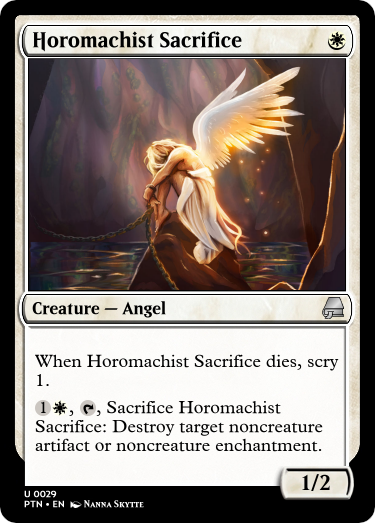 Horomachist Sacrifice
Creature — Angel
When Horomachist Sacrifice dies, scry
1.
1, Sacrifice Horomachist
Sacrifice: Destroy target noncreature
artifact or noncreature enchantment.
1/2
U 0029
PTN • EN Nanna Skytte